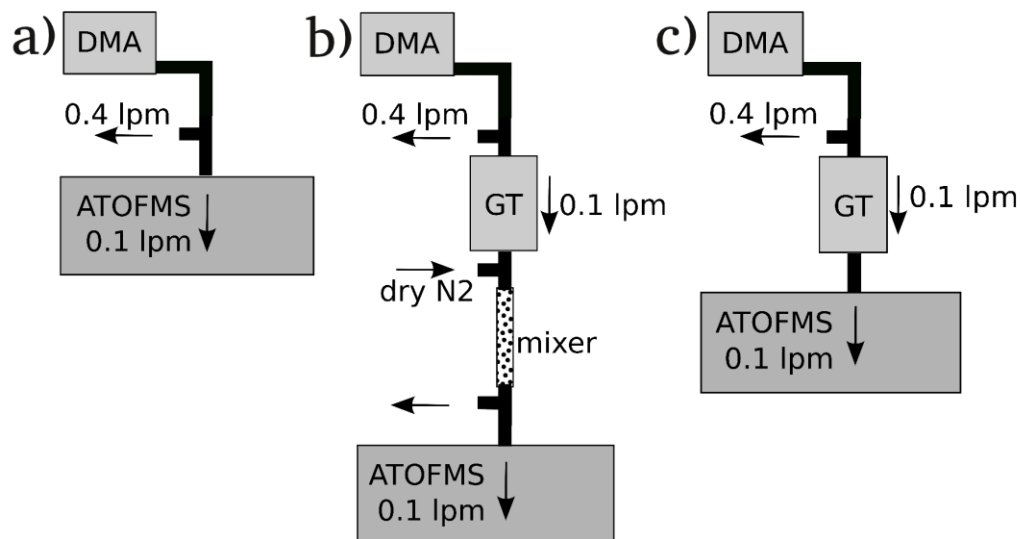 a)
DMA
0.4 lpm
ATOFMS
0.1 lpm
b)
DMA
0.4 lpm
GT
0.1 lpm
dry N2
mixer
ATOFMS
0.1 lpm
c)
DMA
0.4 lpm
GT
0.1 lpm
ATOFMS
0.1 lpm